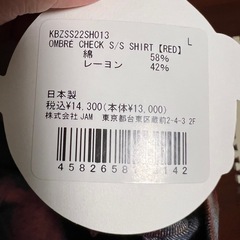 KBZSS22SH013 L
OMBRE CHECK S/S SHIRT【RED】
綿 58%
レーヨン 42%
日本製
税込¥14,300(本体¥13,000)
株式会社 JAM 東京都台東区蔵前2-4-3 2F